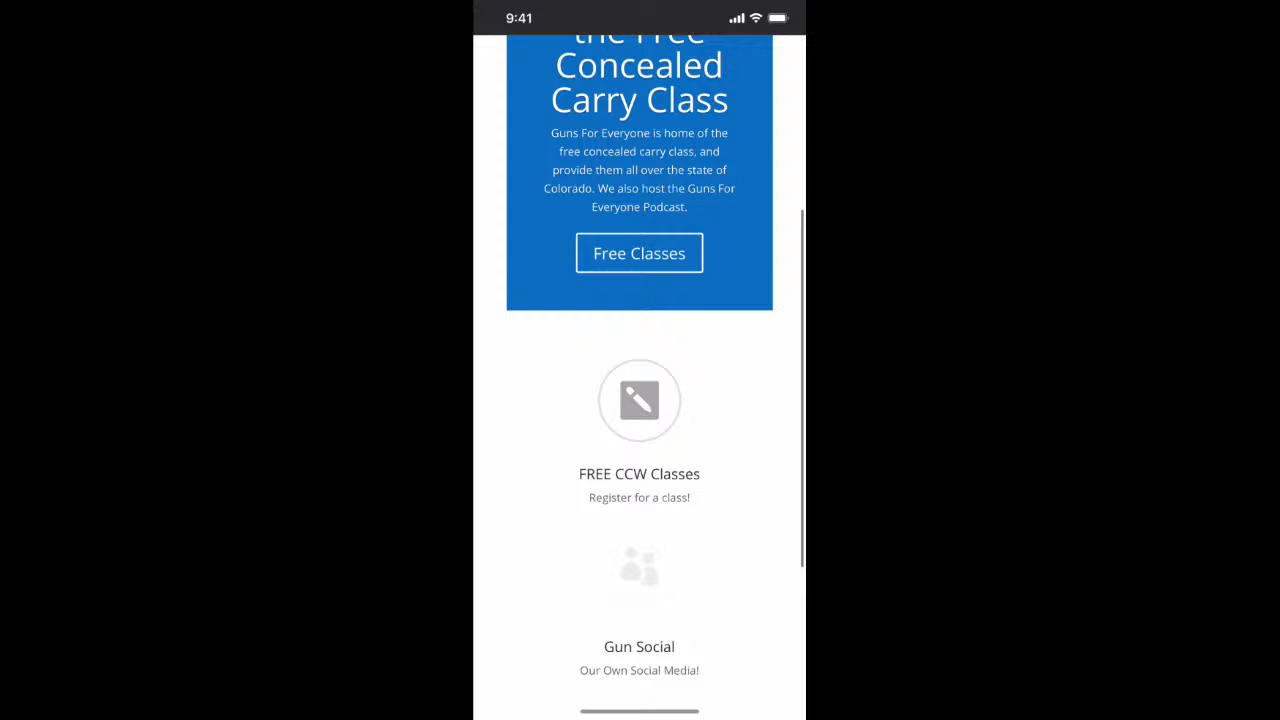 9:41
the Free
Concealed
Carry Class
Guns For Everyone is home of the
free concealed carry class, and
provide them all over the state of
Colorado. We also host the Guns For
Everyone Podcast.
Free Classes
FREE CCW Classes
Register for a class!
Gun Social
Our Own Social Media!